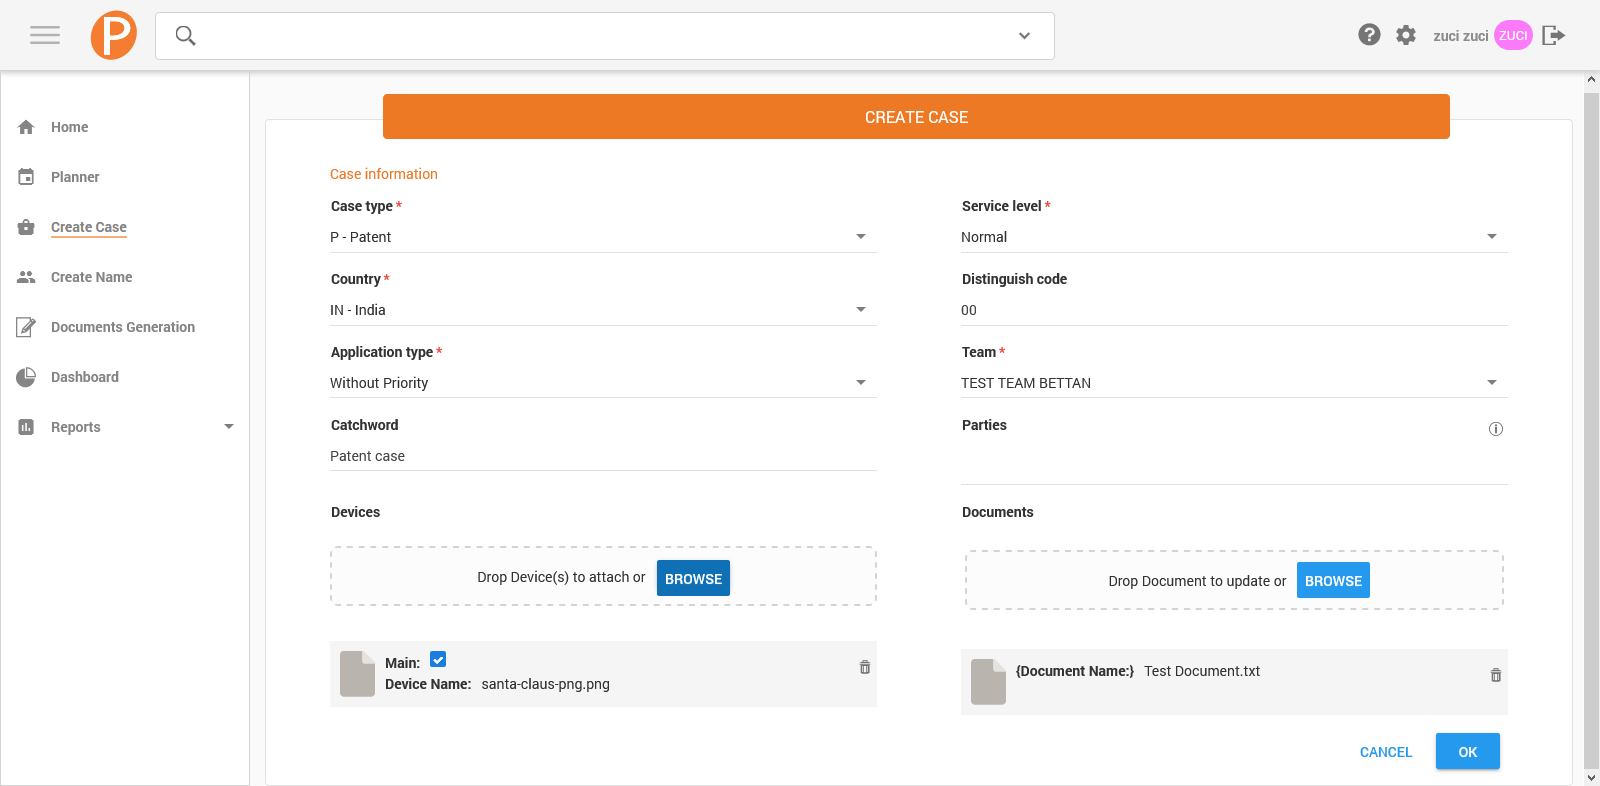 P
zuci zuci ZUCI
Home
Planner
Create Case
Create Name
Documents Generation
Dashboard
Reports
CREATE CASE
Case information
Case type *
P - Patent
Service level *
Normal
Country *
IN - India
Distinguish code
00
Application type *
Without Priority
Team *
TEST TEAM BETTAN
Catchword
Patent case
Parties
Devices
Drop Device(s) to attach or BROWSE
Main:
Device Name: santa-claus-png.png
Documents
Drop Document to update or BROWSE
{Document Name:} Test Document.txt
CANCEL OK